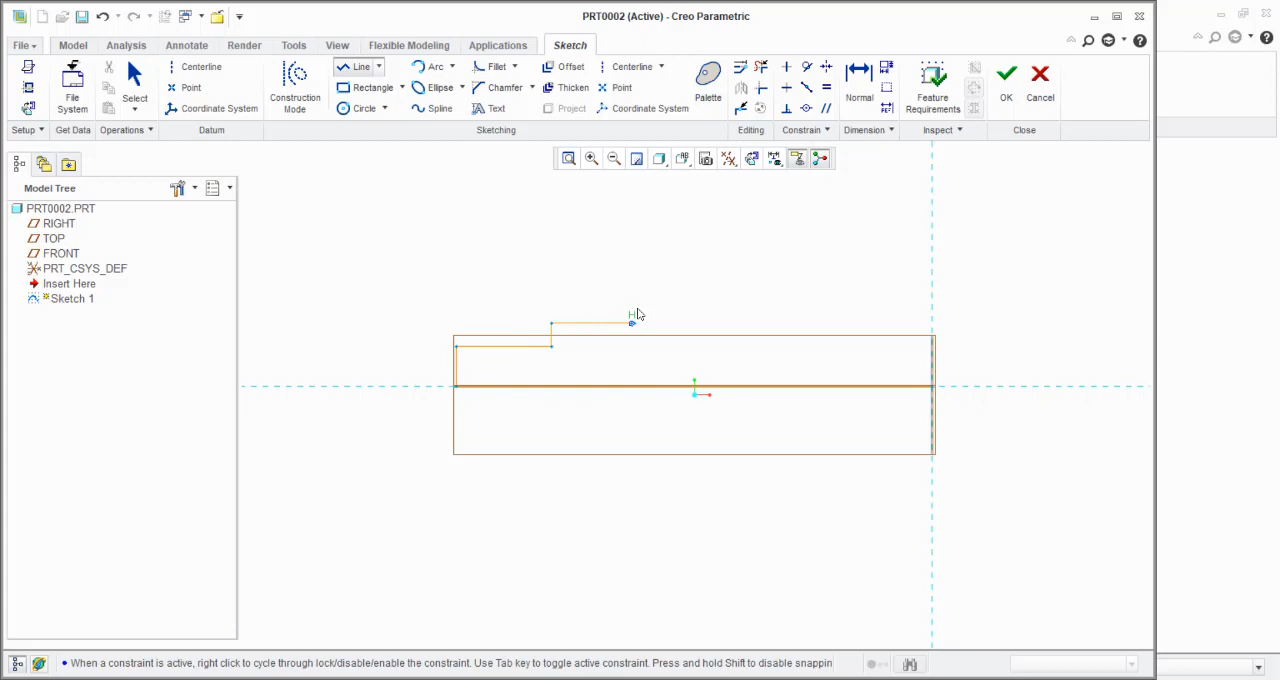 PRT0002 (Active) - Creo Parametric
File Model Analysis Annotate Render Tools View Flexible Modeling Applications Sketch
Centerline Line Arc Fillet Offset Centerline
Point Rectangle Ellipse Chamfer Thicken Point
Coordinate System Circle Spline Text Project Coordinate System
File System
Select
Construction Mode
Palette
Normal
Feature Requirements
OK Cancel
Setup Get Data Operations Datum Sketching Editing Constrain Dimension Inspect Close
Model Tree
PRT0002.PRT
RIGHT
TOP
FRONT
PRT_CSYS_DEF
Insert Here
Sketch 1
H
When a constraint is active, right click to cycle through lock/disable/enable the constraint. Use Tab key to toggle active constraint. Press and hold Shift to disable snappin